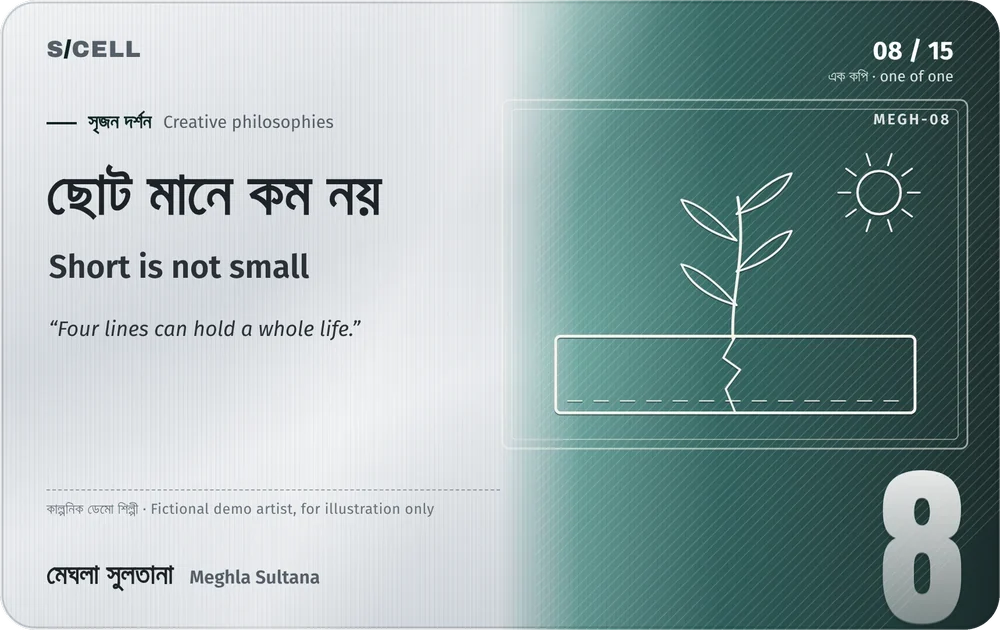 S/CELL
08 / 15
এক কপি · one of one
সৃজন দর্শন Creative philosophies
MEGH-08
ছোট মানে কম নয়
Short is not small
“Four lines can hold a whole life.”
কাল্পনিক ডেমো শিল্পী · Fictional demo artist, for illustration only
মেঘলা সুলতানা Meghla Sultana
8